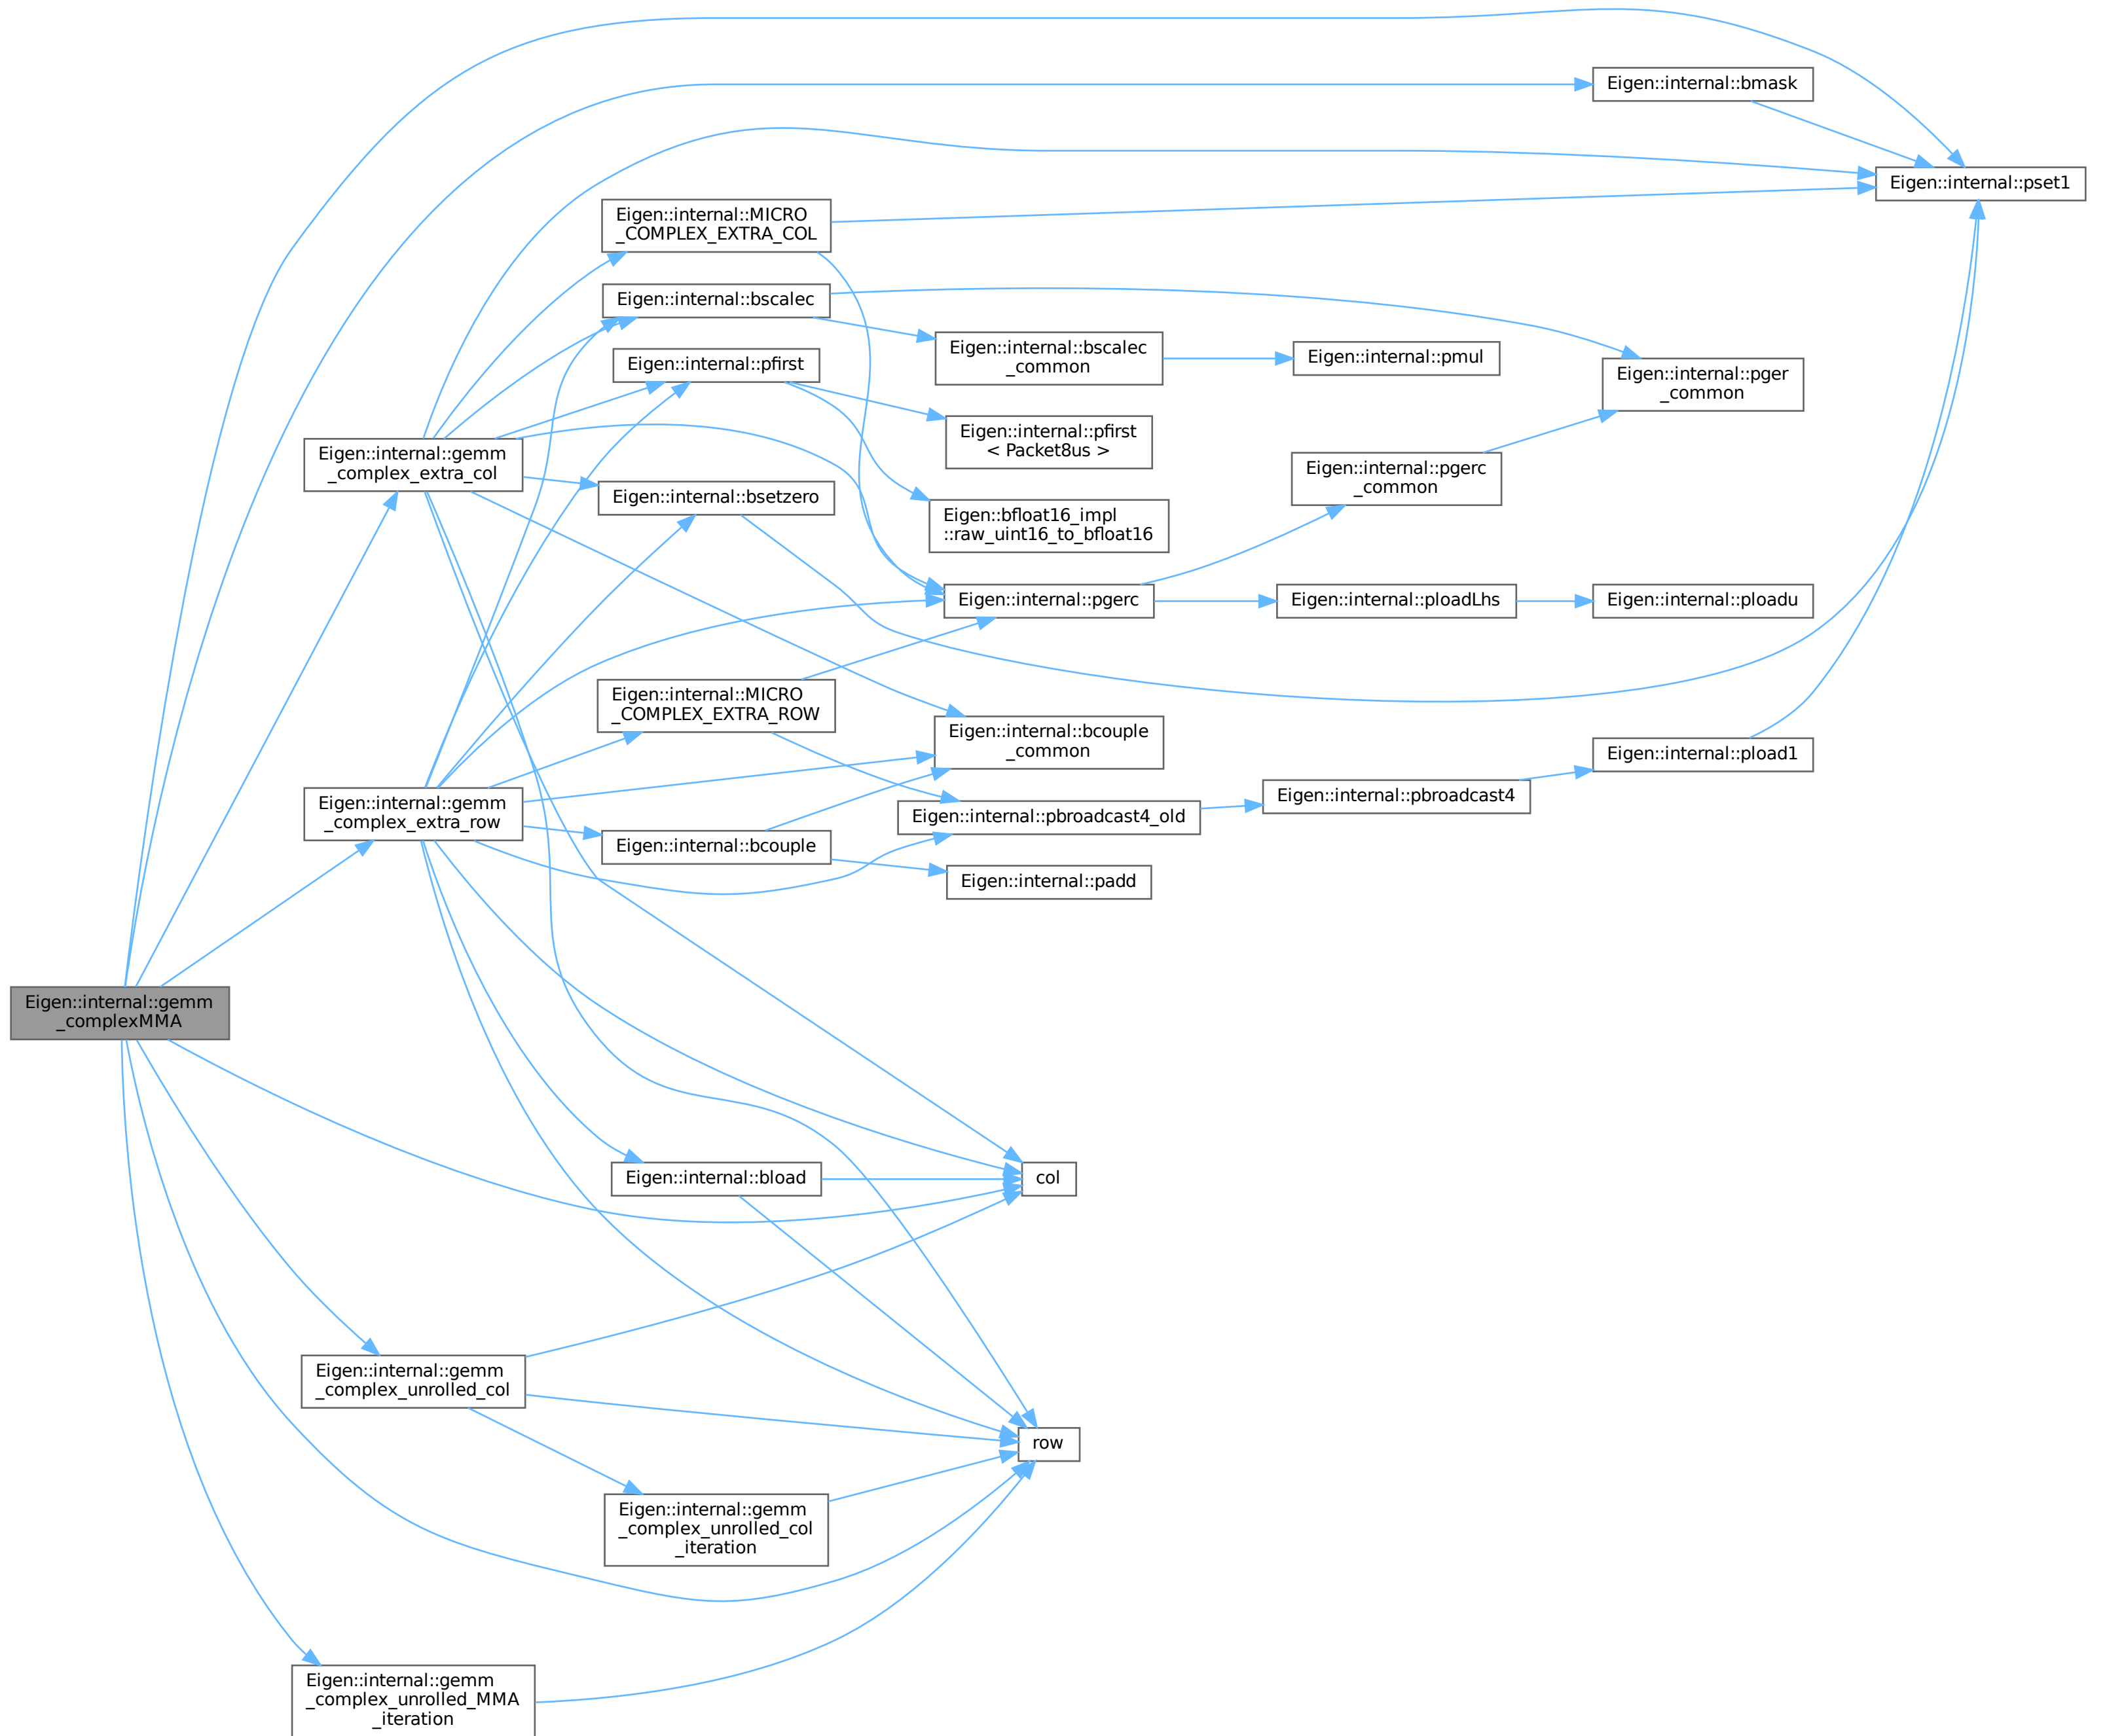 Eigen::internal::bmask
Eigen::internal::pset1
Eigen::internal::MICRO
_COMPLEX_EXTRA_COL
Eigen::internal::bscalec
Eigen::internal::bscalec
_common
Eigen::internal::pmul
Eigen::internal::pfirst
Eigen::internal::pger
_common
Eigen::internal::pfirst
< Packet8us >
Eigen::internal::gemm
_complex_extra_col
Eigen::internal::pgerc
_common
Eigen::internal::bsetzero
Eigen::bfloat16_impl
::raw_uint16_to_bfloat16
Eigen::internal::pgerc
Eigen::internal::ploadLhs
Eigen::internal::ploadu
Eigen::internal::MICRO
_COMPLEX_EXTRA_ROW
Eigen::internal::bcouple
_common
Eigen::internal::pload1
Eigen::internal::pbroadcast4
Eigen::internal::gemm
_complex_extra_row
Eigen::internal::pbroadcast4_old
Eigen::internal::bcouple
Eigen::internal::padd
Eigen::internal::gemm
_complexMMA
Eigen::internal::bload
col
Eigen::internal::gemm
_complex_unrolled_col
row
Eigen::internal::gemm
_complex_unrolled_col
_iteration
Eigen::internal::gemm
_complex_unrolled_MMA
_iteration